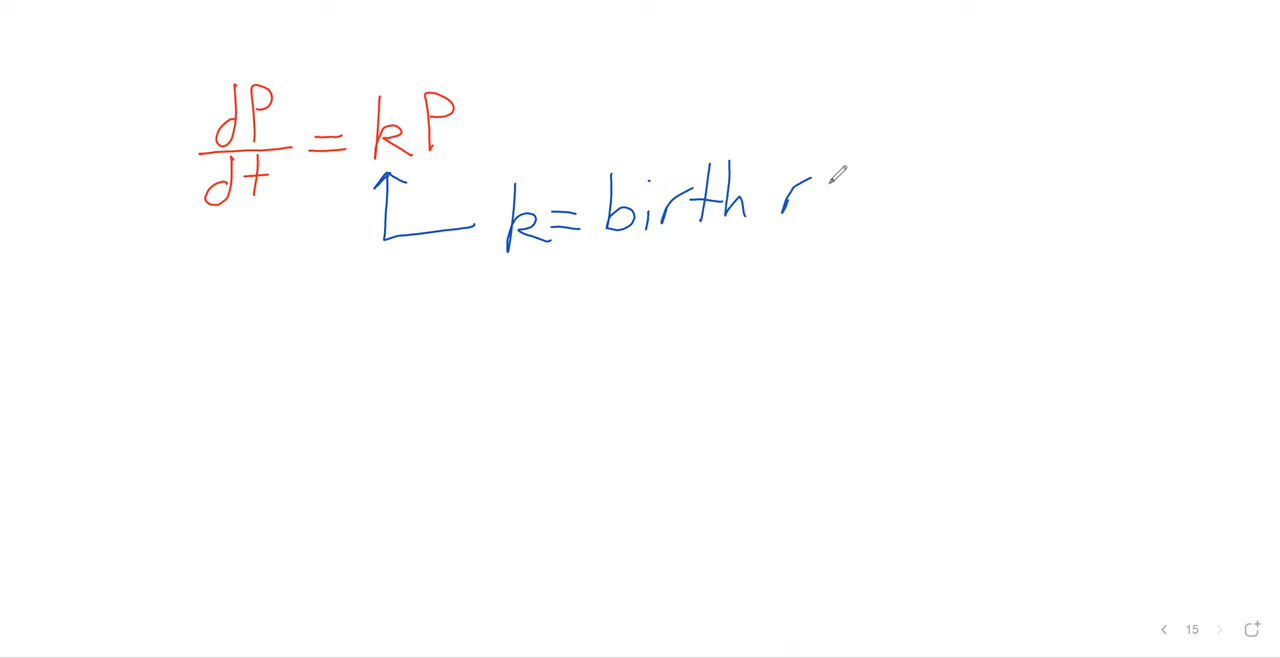 dP/dt = kP
k = birth r
15